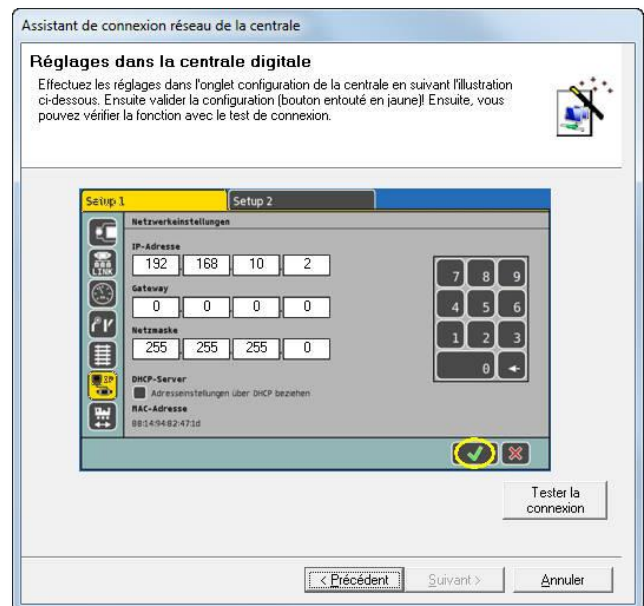 Assistant de connexion réseau de la centrale
Réglages dans la centrale digitale
Effectuez les réglages dans l'onglet configuration de la centrale en suivant l'illustration
ci-dessous. Ensuite valider la configuration (bouton entouté en jaune)! Ensuite, vous
pouvez vérifier la fonction avec le test de connexion.
Setup 1 Setup 2
Netzwerkeinstellungen
IP-Adresse
192 168 10 2
Gateway
0 0 0 0
Netzmaske
255 255 255 0
DHCP-Server
Adresseinstellungen über DHCP beziehen
MAC-Adresse
08:14:94:82:47:1d
LINK
IP
7 8 9
4 5 6
1 2 3
0
Tester la
connexion
< Précédent Suivant > Annuler